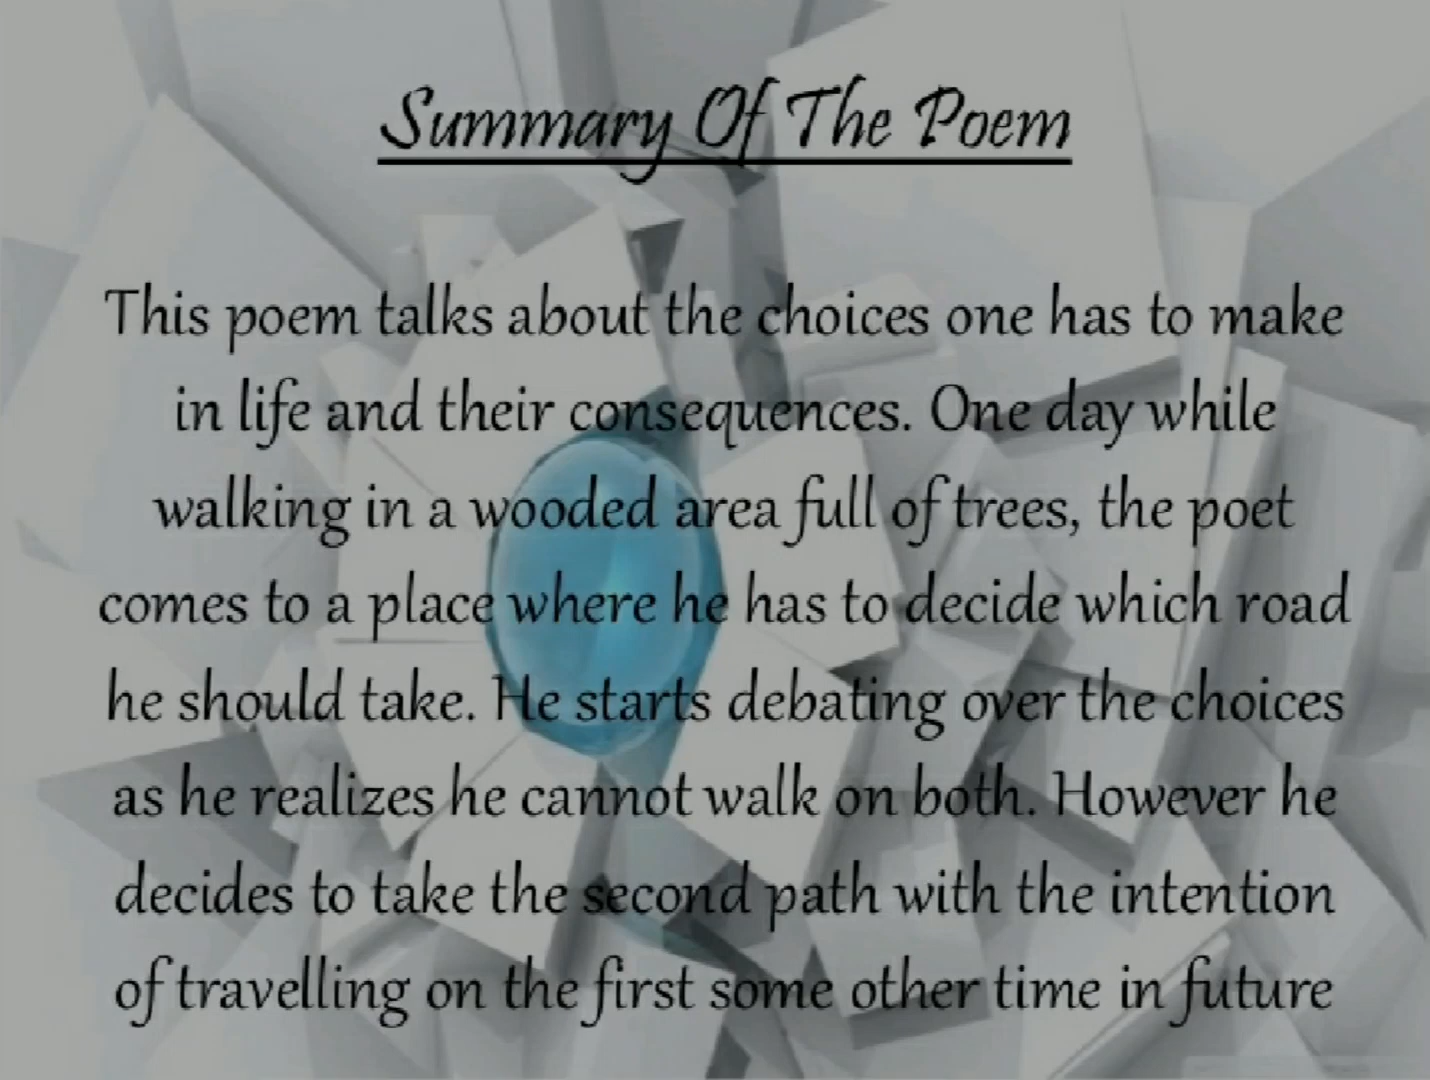 Summary Of The Poem
This poem talks about the choices one has to make
in life and their consequences. One day while
walking in a wooded area full of trees, the poet
comes to a place where he has to decide which road
he should take. He starts debating over the choices
as he realizes he cannot walk on both. However he
decides to take the second path with the intention
of travelling on the first some other time in future